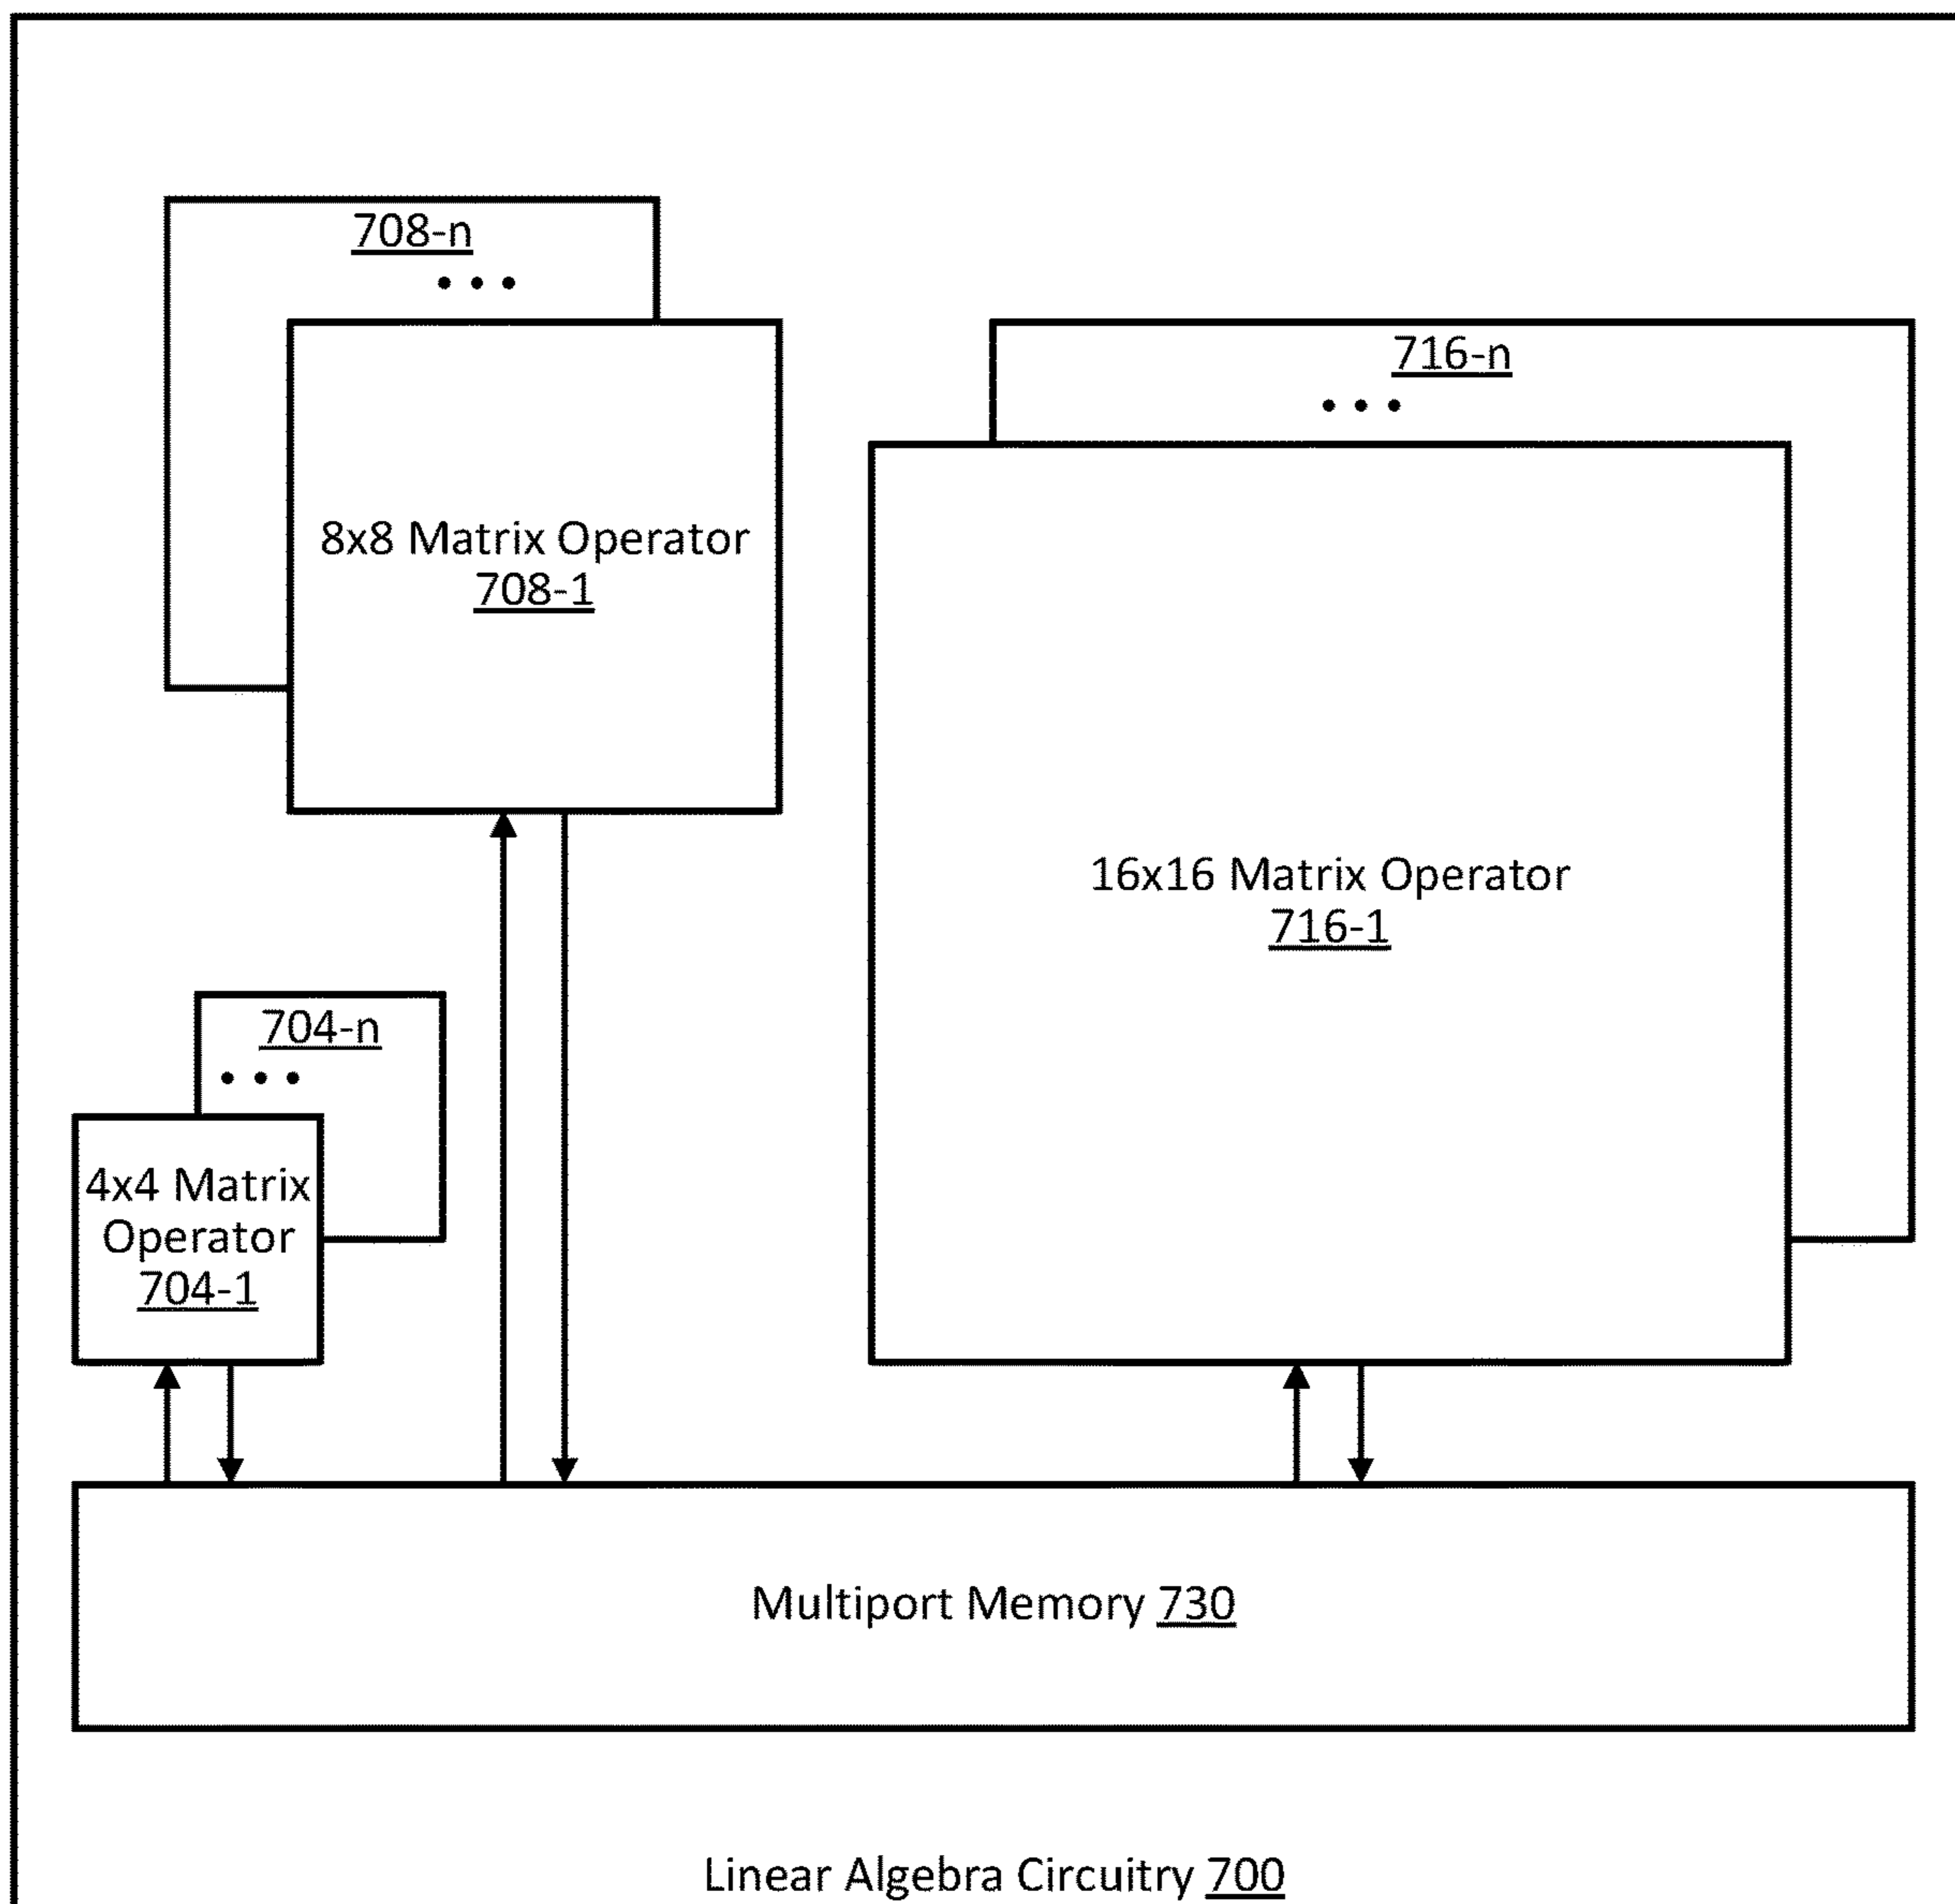 708-n
• • •
8x8 Matrix Operator
708-1
716-n
• • •
16x16 Matrix Operator
716-1
704-n
• • •
4x4 Matrix
Operator
704-1
Multiport Memory 730
Linear Algebra Circuitry 700